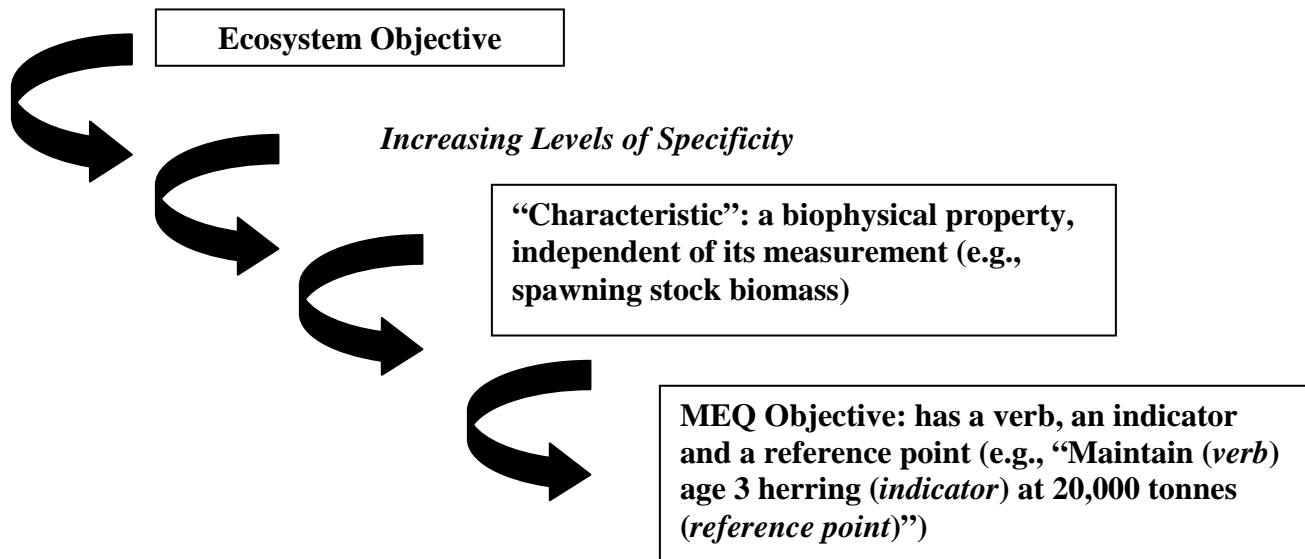 Ecosystem Objective
Increasing Levels of Specificity
“Characteristic”: a biophysical property,
independent of its measurement (e.g.,
spawning stock biomass)
MEQ Objective: has a verb, an indicator
and a reference point (e.g., “Maintain (verb)
age 3 herring (indicator) at 20,000 tonnes
(reference point)”)